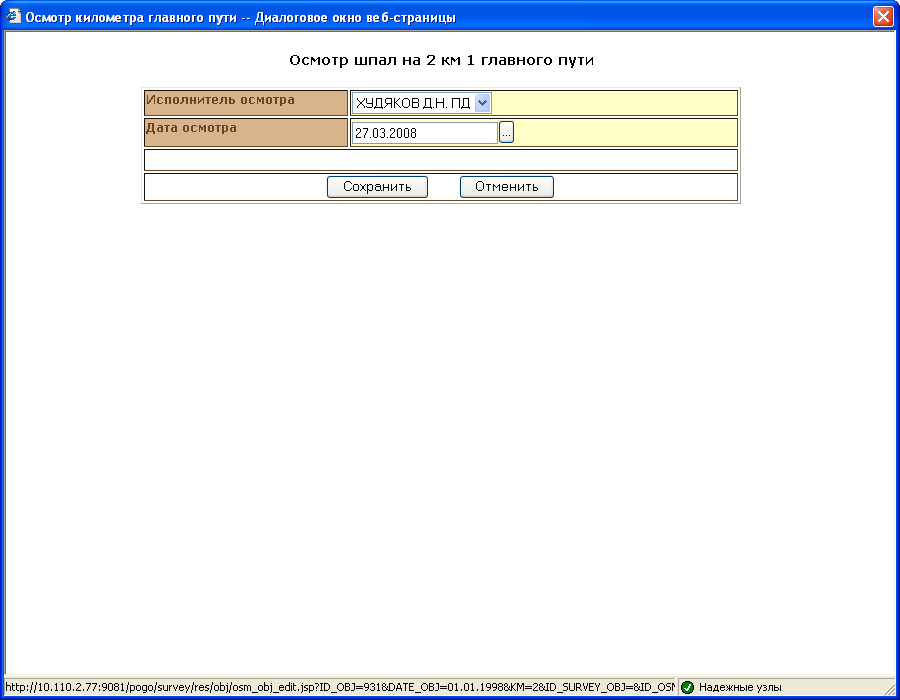 Осмотр километра главного пути -- Диалоговое окно веб-страницы
Осмотр шпал на 2 км 1 главного пути
Исполнитель осмотра
ХУДЯКОВ Д.Н. ПД
Дата осмотра
27.03.2008
...
Сохранить
Отменить
http://10.110.2.77:9081/pogo/survey/res/obj/osm_obj_edit.jsp?ID_OBJ=931&DATE_OBJ=01.01.1998&KM=2&ID_SURVEY_OBJ=&ID_OSM
Надежные узлы